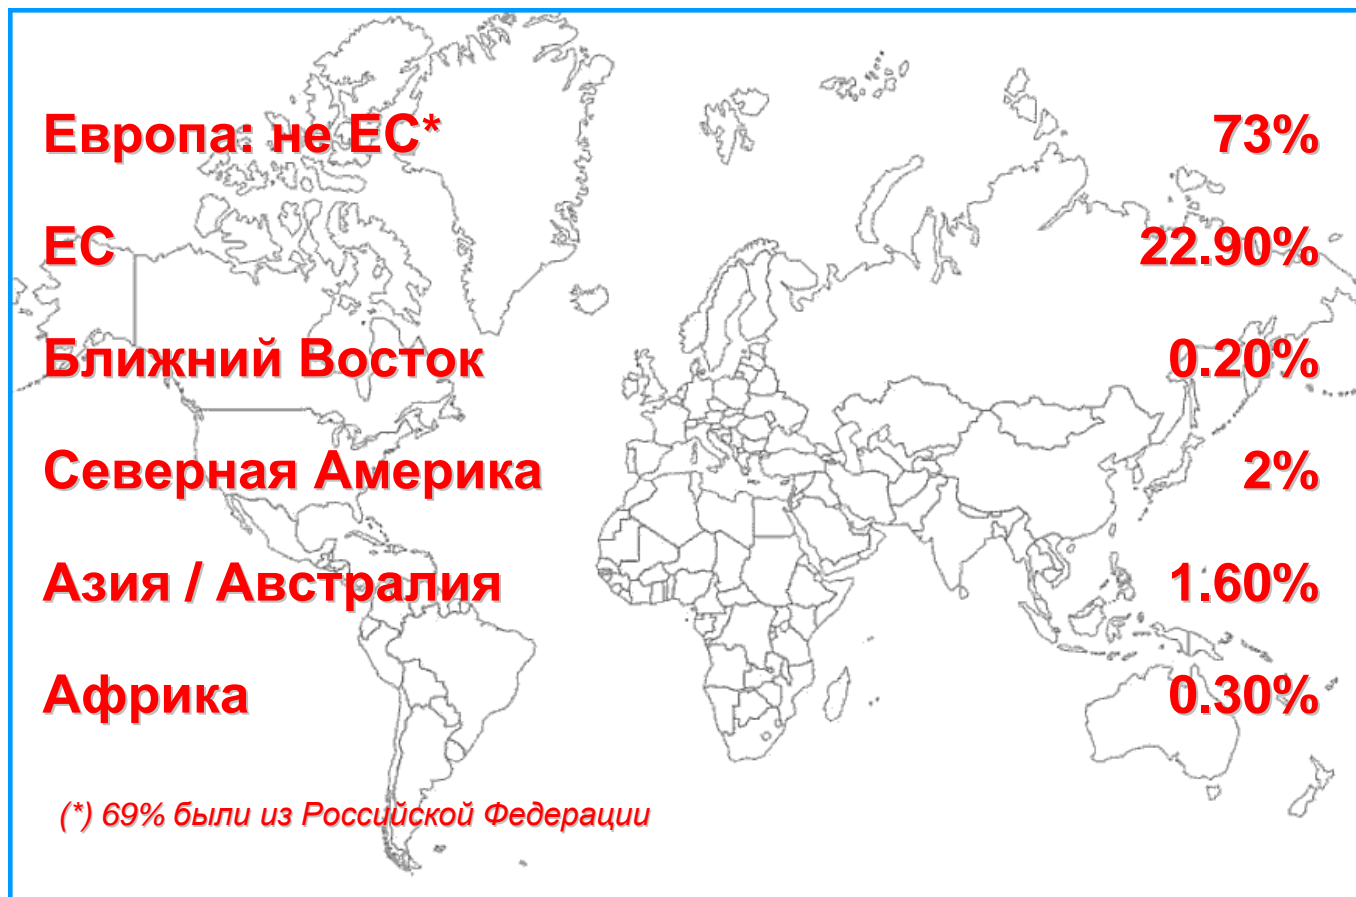 Европа: не ЕС* 73%
ЕС 22.90%
Ближний Восток 0.20%
Северная Америка 2%
Азия / Австралия 1.60%
Африка 0.30%
(*) 69% были из Российской Федерации